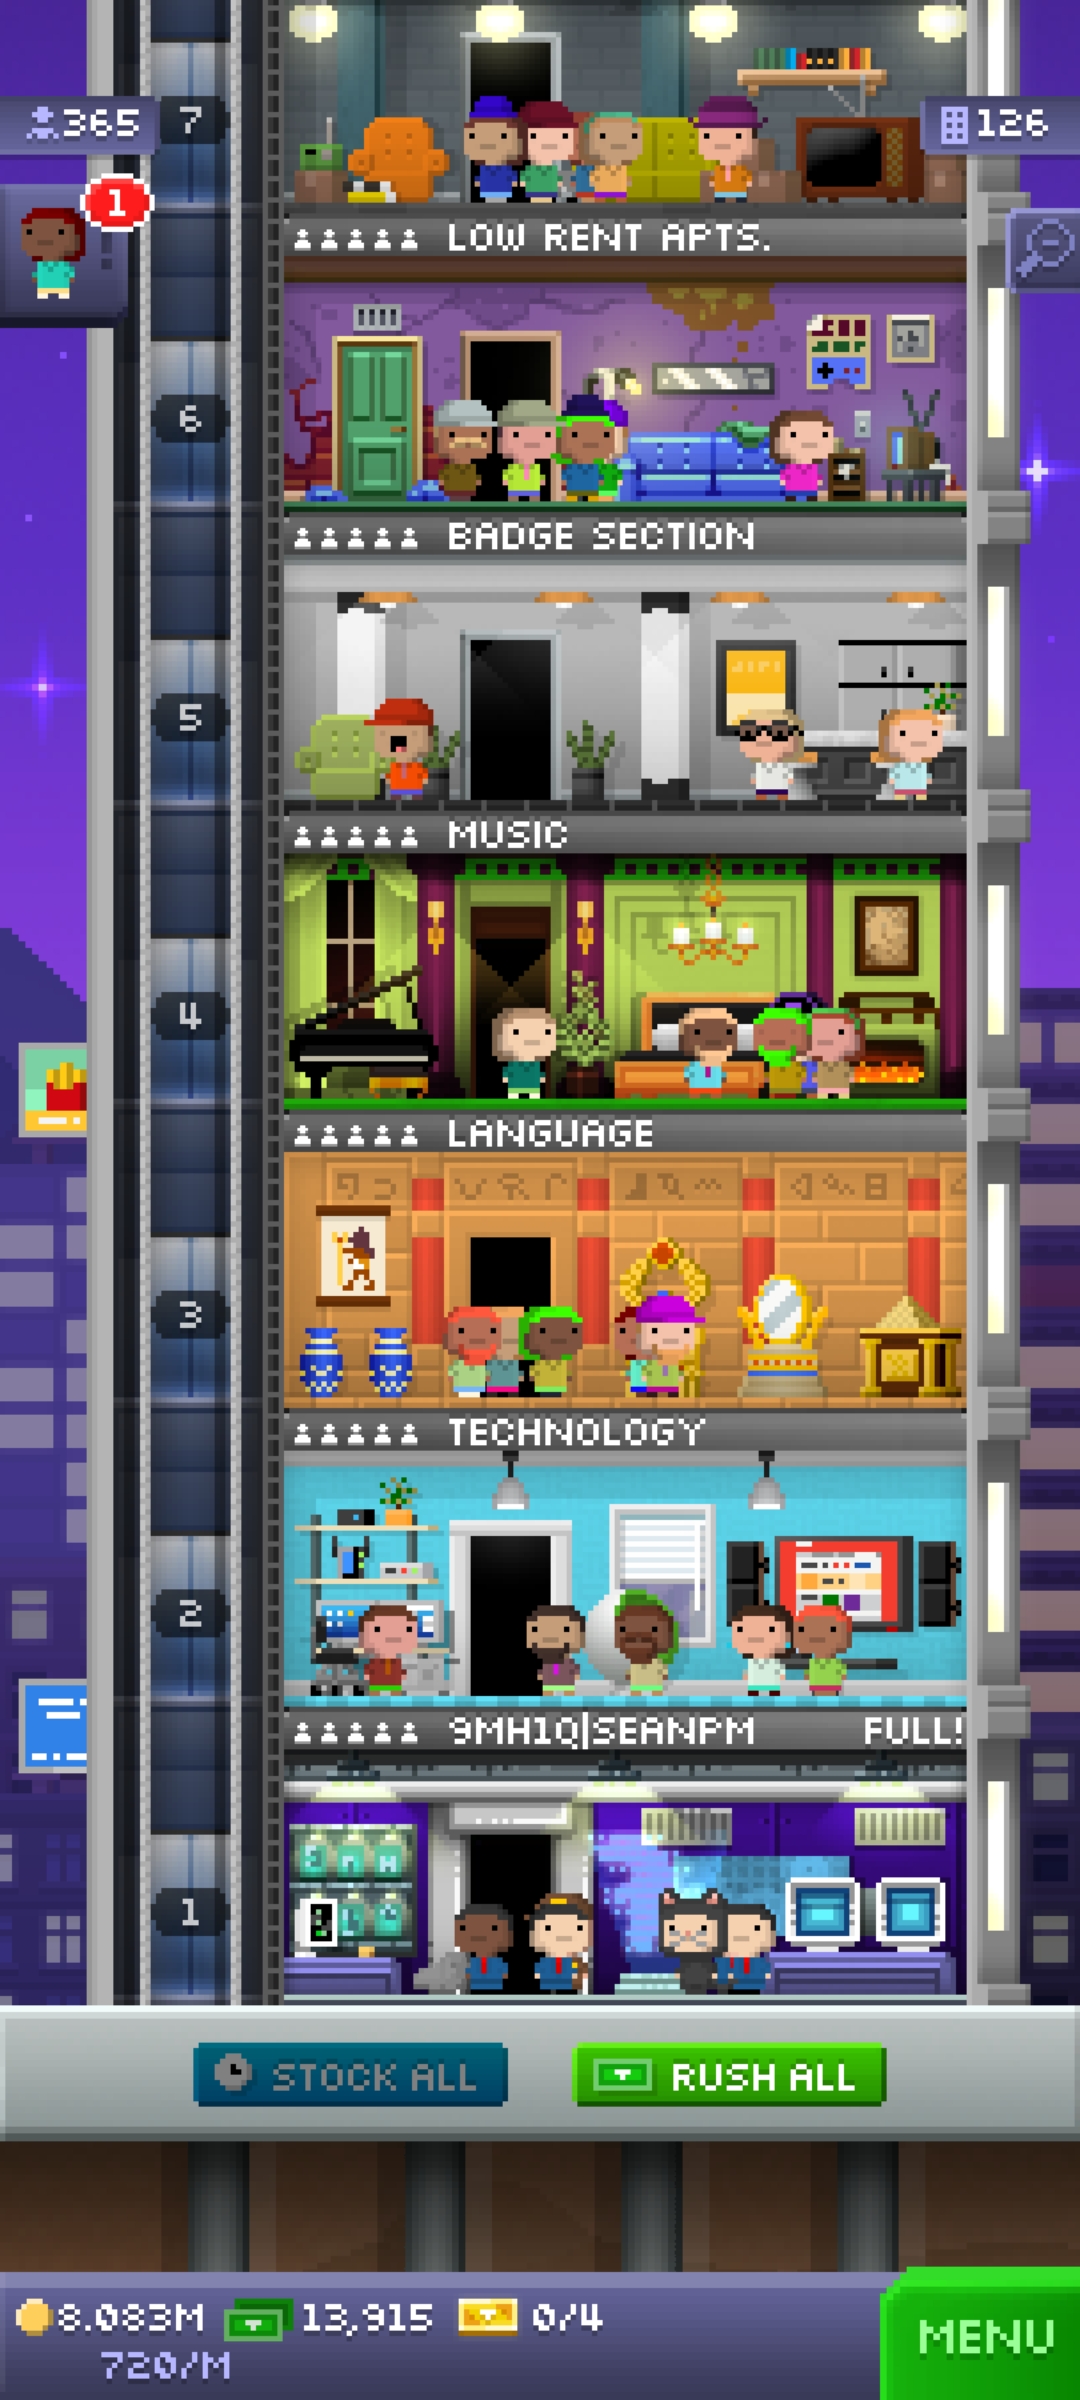 365
7
126
1
LOW RENT APTS.
6
BADGE SECTION
5
MUSIC
4
LANGUAGE
3
TECHNOLOGY
2
9MH1Q|SEANPM FULL!
1
STOCK ALL
RUSH ALL
8.083M
13,915
0/4
720/M
MENU